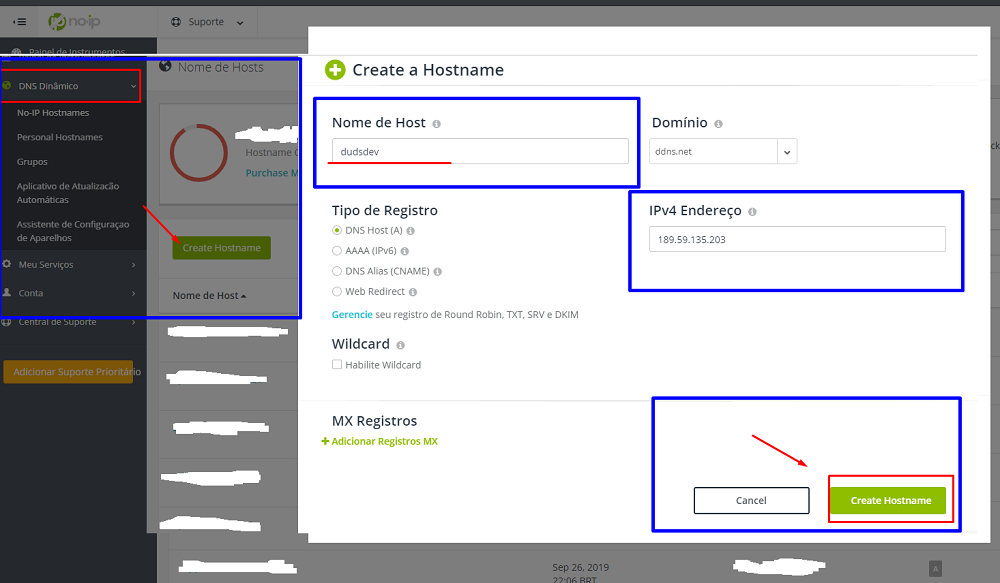 no-ip
Suporte
Painel de Instrumentos
DNS Dinâmico
No-IP Hostnames
Personal Hostnames
Grupos
Aplicativo de Atualização
Automáticas
Assistente de Configuraçao
de Aparelhos
Meu Serviços
Conta
Central de Suporte
Adicionar Suporte Prioritário
Nome de Hosts
Hostname
Purchase M
Create Hostname
Nome de Host
Create a Hostname
Nome de Host
dudsdev
Domínio
ddns.net
Tipo de Registro
DNS Host (A)
AAAA (IPv6)
DNS Alias (CNAME)
Web Redirect
Gerencie seu registro de Round Robin, TXT, SRV e DKIM
IPv4 Endereço
189.59.135.203
Wildcard
Habilite Wildcard
MX Registros
Adicionar Registros MX
Cancel
Create Hostname
Sep 26, 2019
22:06 BRT
A